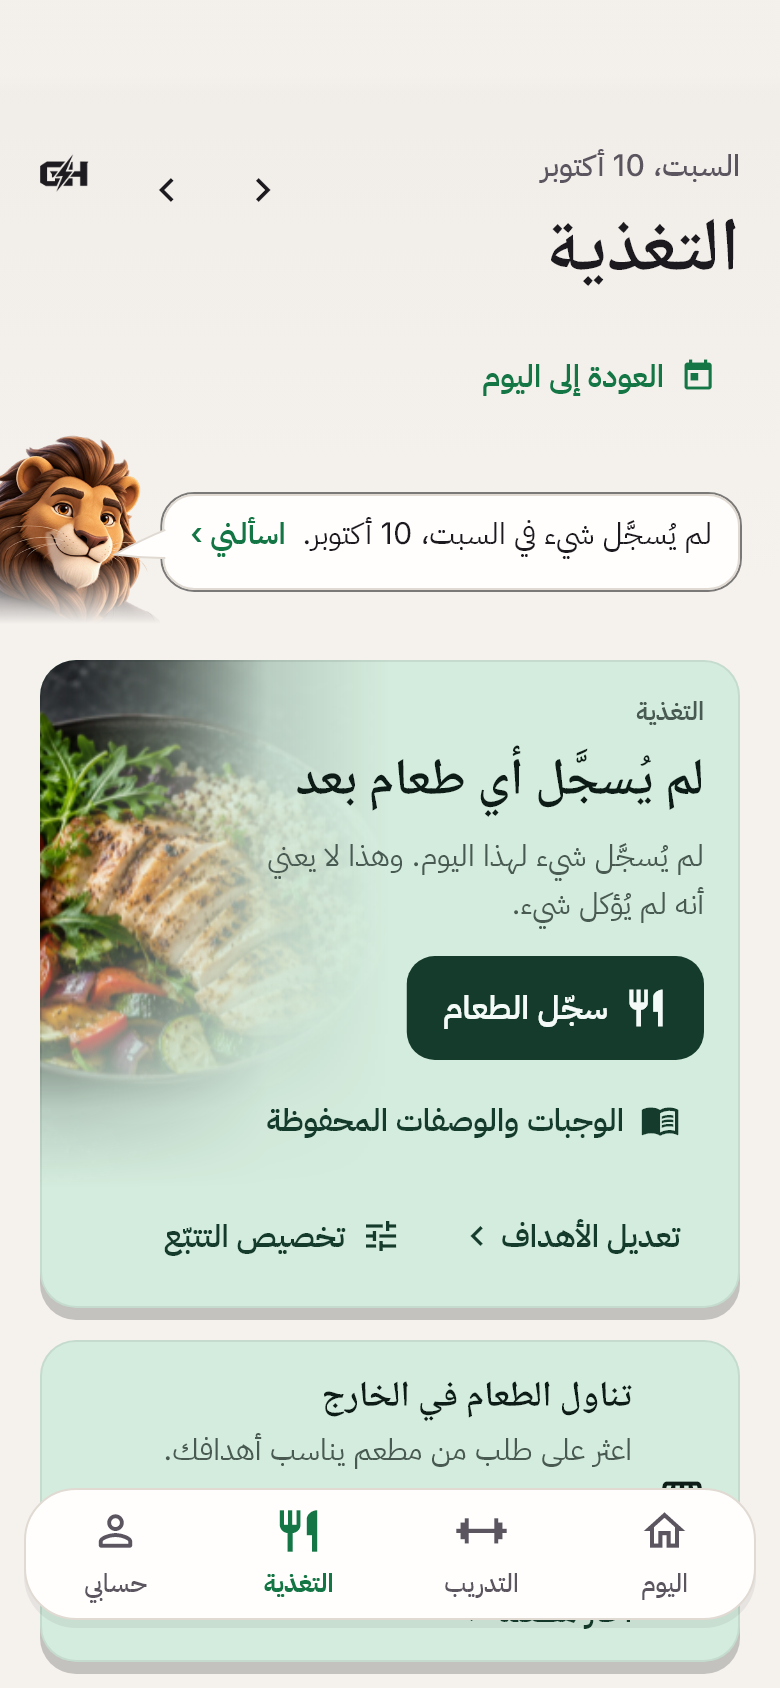 السبت، 10 أكتوبر
GH
التغذية
العودة إلى اليوم
لم يُسجَّل شيء في السبت، 10 أكتوبر. اسألني ›
التغذية
لم يُسجَّل أي طعام بعد
لم يُسجَّل شيء لهذا اليوم. وهذا لا يعني
أنه لم يُؤكل شيء.
سجّل الطعام
الوجبات والوصفات المحفوظة
تعديل الأهداف
تخصيص التتبّع
تناول الطعام في الخارج
اعثر على طلب من مطعم يناسب أهدافك.
اليوم
التدريب
التغذية
حسابي